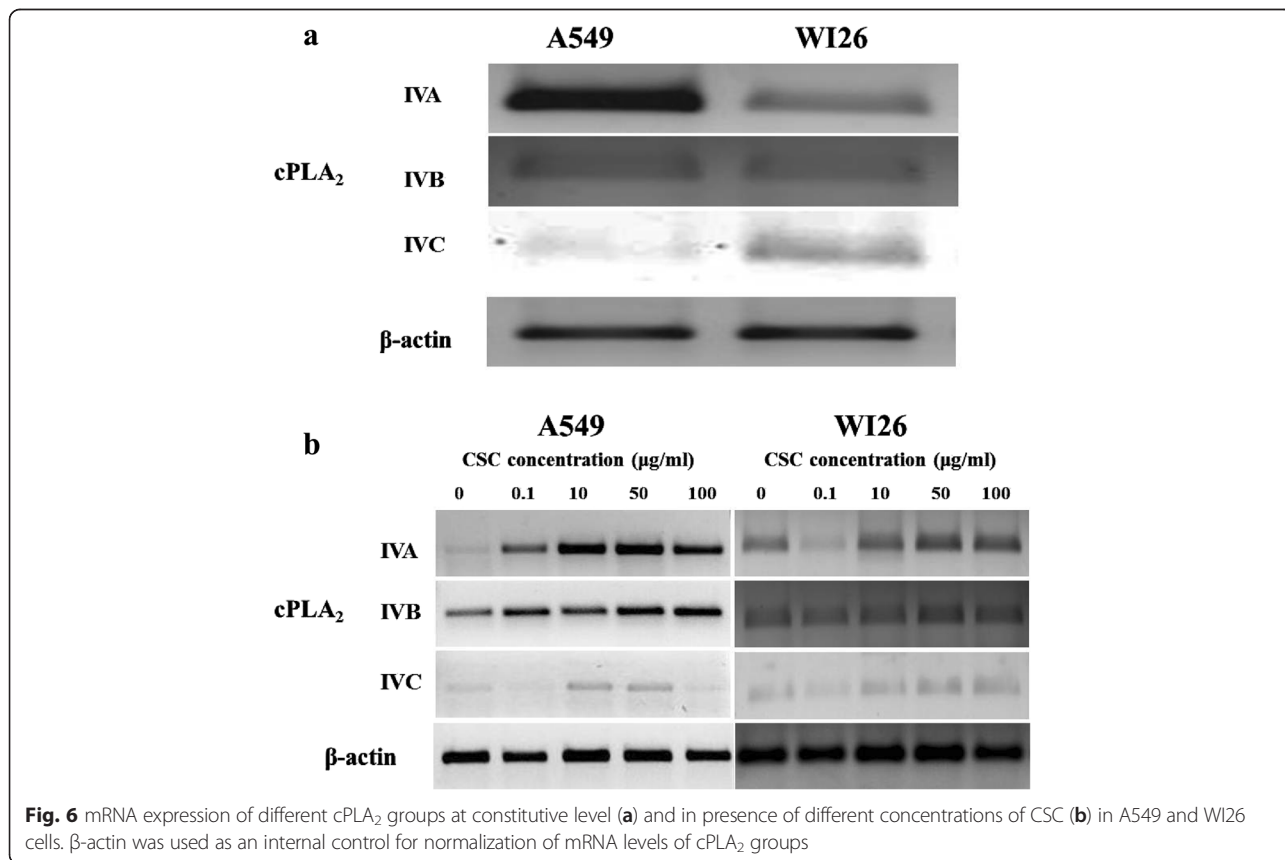 a
A549 WI26
IVA
cPLA₂ IVB
IVC
β-actin
b
A549 WI26
CSC concentration (µg/ml) CSC concentration (µg/ml)
0 0.1 10 50 100 0 0.1 10 50 100
IVA
cPLA₂ IVB
IVC
β-actin
Fig. 6 mRNA expression of different cPLA₂ groups at constitutive level (a) and in presence of different concentrations of CSC (b) in A549 and WI26
cells. β-actin was used as an internal control for normalization of mRNA levels of cPLA₂ groups